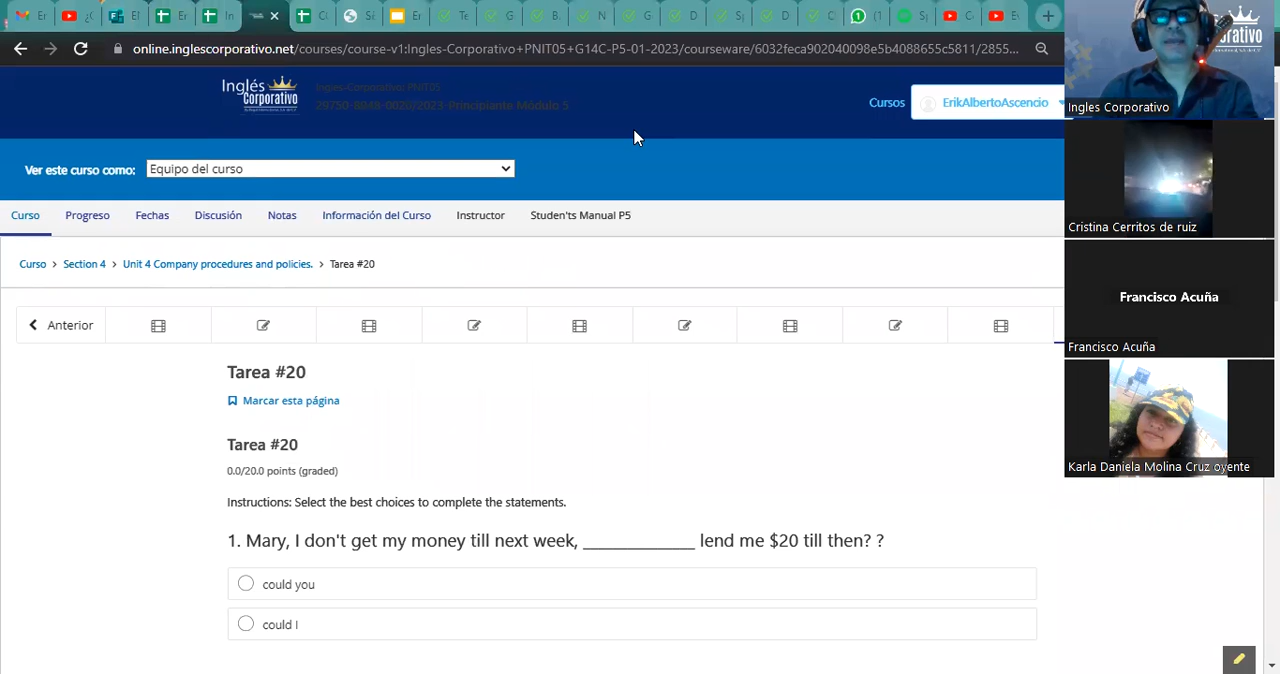 online.inglescorporativo.net/courses/course-v1:Ingles-Corporativo+PNIT05+G14C-P5-01-2023/courseware/6032feca902040098e5b4088655c5811/2855...
Inglés Corporativo
Ingles-Corporativo PNIT05
Cursos
ErikAlbertoAscencio
Ver este curso como:
Equipo del curso
Curso Progreso Fechas Discusión Notas Información del Curso Instructor Studen'ts Manual P5
Curso > Section 4 > Unit 4 Company procedures and policies. > Tarea #20
Anterior
Tarea #20
Marcar esta página
Tarea #20
0.0/20.0 points (graded)
Instructions: Select the best choices to complete the statements.
1. Mary, I don't get my money till next week, ______________ lend me $20 till then? ?
could you
could I
Ingles Corporativo
Cristina Cerritos de ruiz
Francisco Acuña
Francisco Acuña
Karla Daniela Molina Cruz oyente